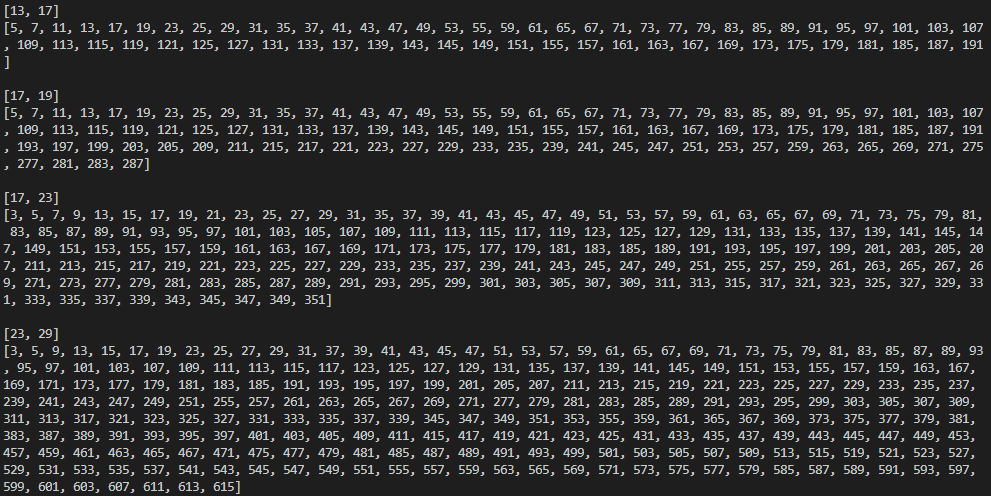 [13, 17]
[5, 7, 11, 13, 17, 19, 23, 25, 29, 31, 35, 37, 41, 43, 47, 49, 53, 55, 59, 61, 65, 67, 71, 73, 77, 79, 83, 85, 89, 91, 95, 97, 101, 103, 107
, 109, 113, 115, 119, 121, 125, 127, 131, 133, 137, 139, 143, 145, 149, 151, 155, 157, 161, 163, 167, 169, 173, 175, 179, 181, 185, 187, 191
]
[17, 19]
[5, 7, 11, 13, 17, 19, 23, 25, 29, 31, 35, 37, 41, 43, 47, 49, 53, 55, 59, 61, 65, 67, 71, 73, 77, 79, 83, 85, 89, 91, 95, 97, 101, 103, 107
, 109, 113, 115, 119, 121, 125, 127, 131, 133, 137, 139, 143, 145, 149, 151, 155, 157, 161, 163, 167, 169, 173, 175, 179, 181, 185, 187, 191
, 193, 197, 199, 203, 205, 209, 211, 215, 217, 221, 223, 227, 229, 233, 235, 239, 241, 245, 247, 251, 253, 257, 259, 263, 265, 269, 271, 275
, 277, 281, 283, 287]
[17, 23]
[3, 5, 7, 9, 13, 15, 17, 19, 21, 23, 25, 27, 29, 31, 35, 37, 39, 41, 43, 45, 47, 49, 51, 53, 57, 59, 61, 63, 65, 67, 69, 71, 73, 75, 79, 81,
83, 85, 87, 89, 91, 93, 95, 97, 101, 103, 105, 107, 109, 111, 113, 115, 117, 119, 123, 125, 127, 129, 131, 133, 135, 137, 139, 141, 145, 14
7, 149, 151, 153, 155, 157, 159, 161, 163, 167, 169, 171, 173, 175, 177, 179, 181, 183, 185, 189, 191, 193, 195, 197, 199, 201, 203, 205, 20
7, 211, 213, 215, 217, 219, 221, 223, 225, 227, 229, 233, 235, 237, 239, 241, 243, 245, 247, 249, 251, 255, 257, 259, 261, 263, 265, 267, 26
9, 271, 273, 277, 279, 281, 283, 285, 287, 289, 291, 293, 295, 299, 301, 303, 305, 307, 309, 311, 313, 315, 317, 321, 323, 325, 327, 329, 33
1, 333, 335, 337, 339, 343, 345, 347, 349, 351]
[23, 29]
[3, 5, 9, 13, 15, 17, 19, 23, 25, 27, 29, 31, 37, 39, 41, 43, 45, 47, 51, 53, 57, 59, 61, 65, 67, 69, 71, 73, 75, 79, 81, 83, 85, 87, 89, 93
, 95, 97, 101, 103, 107, 109, 111, 113, 115, 117, 123, 125, 127, 129, 131, 135, 137, 139, 141, 145, 149, 151, 153, 155, 157, 159, 163, 167,
169, 171, 173, 177, 179, 181, 183, 185, 191, 193, 195, 197, 199, 201, 205, 207, 211, 213, 215, 219, 221, 223, 225, 227, 229, 233, 235, 237,
239, 241, 243, 247, 249, 251, 255, 257, 261, 263, 265, 267, 269, 271, 277, 279, 281, 283, 285, 289, 291, 293, 295, 299, 303, 305, 307, 309,
311, 313, 317, 321, 323, 325, 327, 331, 333, 335, 337, 339, 345, 347, 349, 351, 353, 355, 359, 361, 365, 367, 369, 373, 375, 377, 379, 381,
383, 387, 389, 391, 393, 395, 397, 401, 403, 405, 409, 411, 415, 417, 419, 421, 423, 425, 431, 433, 435, 437, 439, 443, 445, 447, 449, 453,
457, 459, 461, 463, 465, 467, 471, 475, 477, 479, 481, 485, 487, 489, 491, 493, 499, 501, 503, 505, 507, 509, 513, 515, 519, 521, 523, 527,
529, 531, 533, 535, 537, 541, 543, 545, 547, 549, 551, 555, 557, 559, 563, 565, 569, 571, 573, 575, 577, 579, 585, 587, 589, 591, 593, 597,
599, 601, 603, 607, 611, 613, 615]